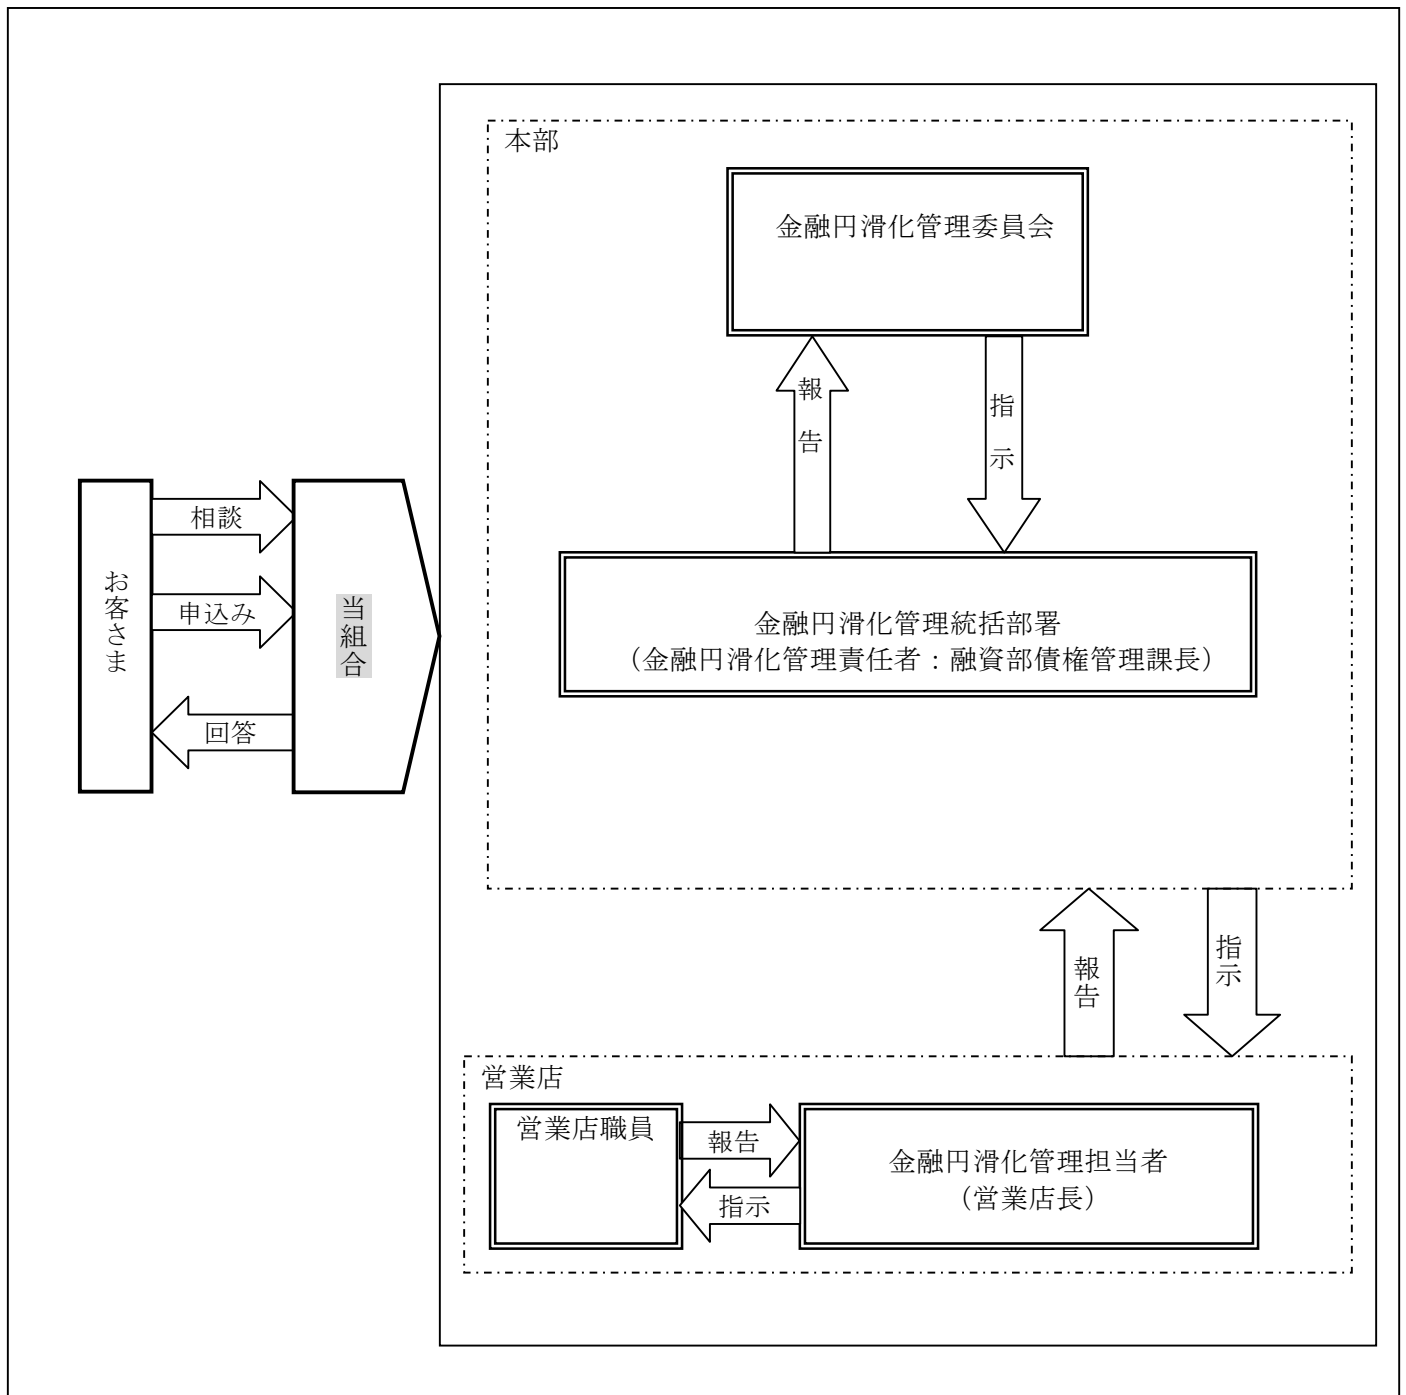 本部
金融円滑化管理委員会
報告
指示
金融円滑化管理統括部署
（金融円滑化管理責任者：融資部債権管理課長）
お客さま
相談
申込み
回答
当組合
報告
指示
営業店
営業店職員
報告
指示
金融円滑化管理担当者
（営業店長）